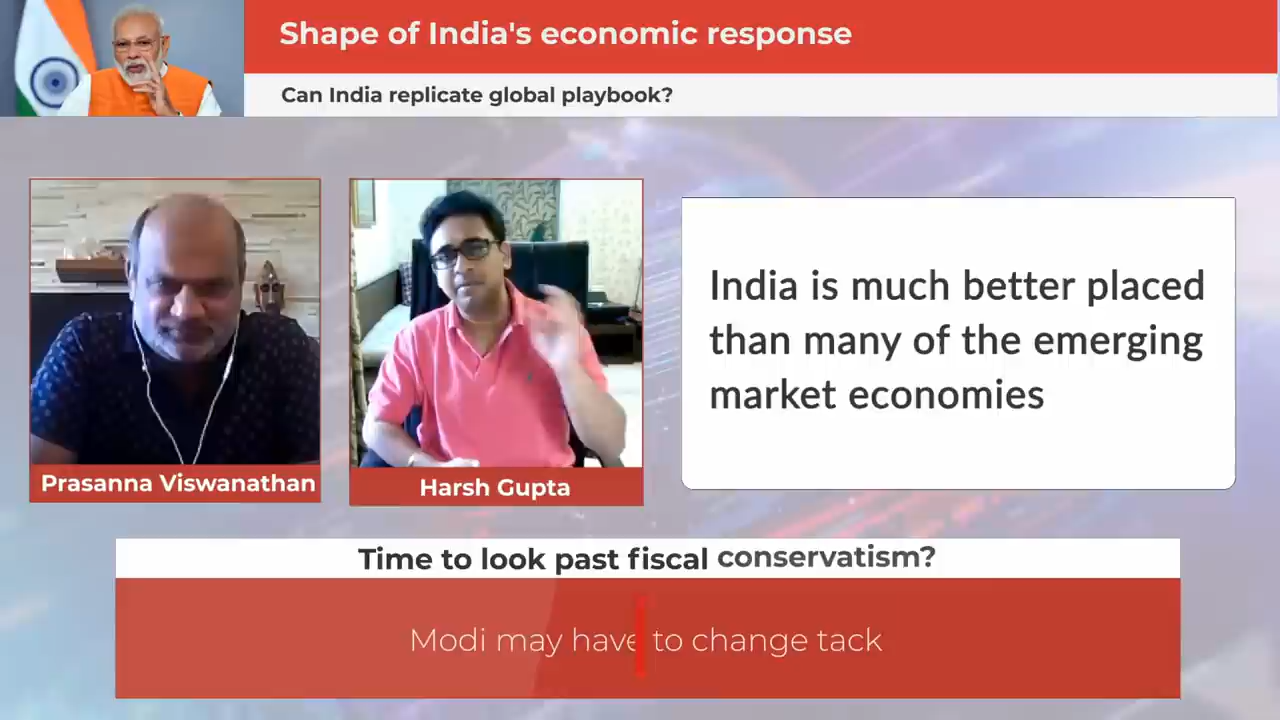 Shape of India's economic response
Can India replicate global playbook?
India is much better placed
than many of the emerging
market economies
Prasanna Viswanathan
Harsh Gupta
Time to look past fiscal conservatism?
Modi may have to change tack